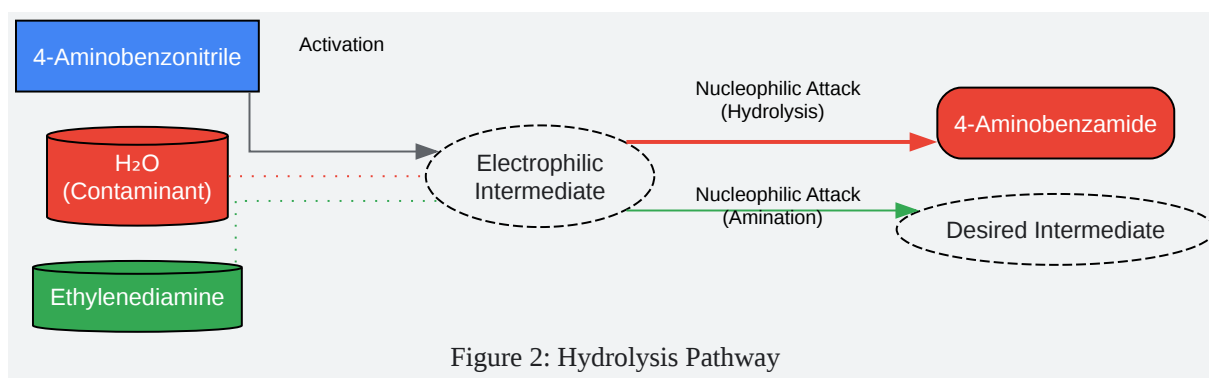 4-Aminobenzonitrile
Activation
H₂O
(Contaminant)
Ethylenediamine
Electrophilic
Intermediate
Nucleophilic Attack
(Hydrolysis)
4-Aminobenzamide
Nucleophilic Attack
(Amination)
Desired Intermediate
Figure 2: Hydrolysis Pathway